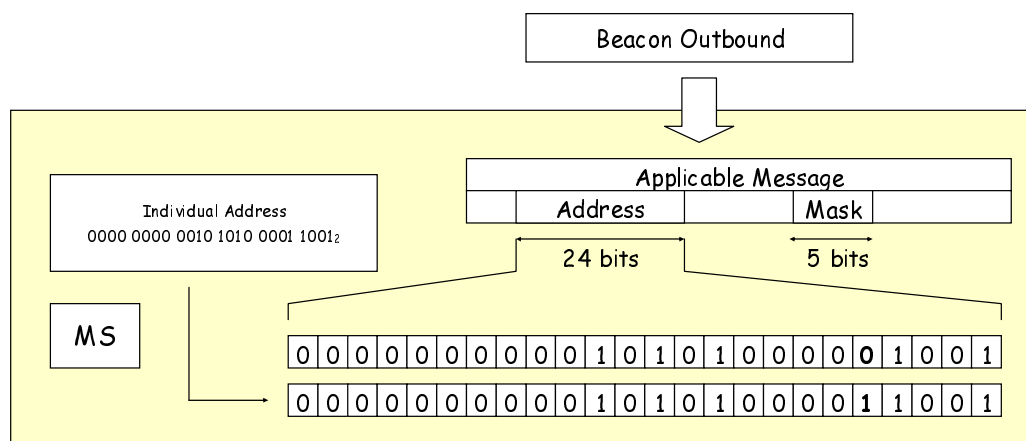 Beacon Outbound
Applicable Message
Address Mask
24 bits 5 bits
Individual Address
0000 0000 0010 1010 0001 1001₂
MS
0 0 0 0 0 0 0 0 0 0 1 0 1 0 1 0 0 0 0 0 1 0 0 1
0 0 0 0 0 0 0 0 0 0 1 0 1 0 1 0 0 0 0 1 1 0 0 1